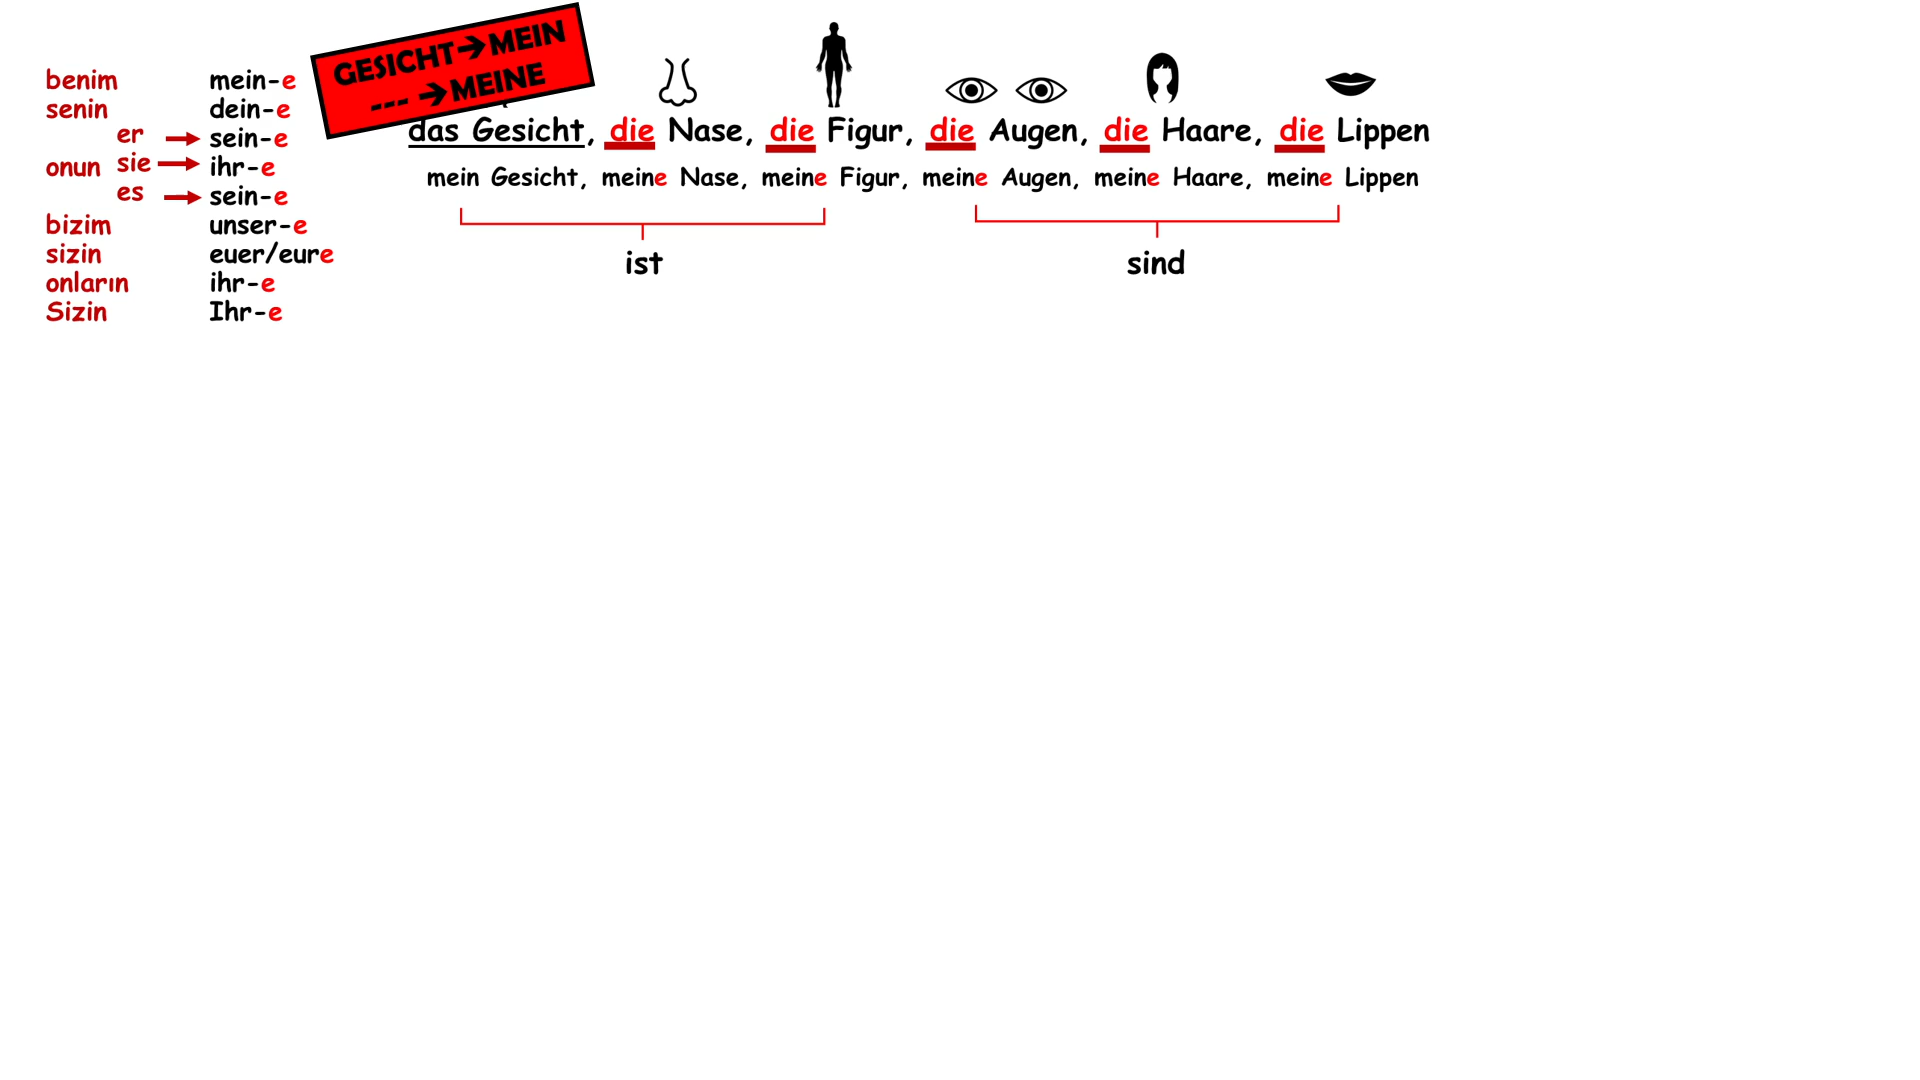 GESICHT→MEIN
--- →MEINE
benim mein-e
senin dein-e
er sein-e
onun sie ihr-e
es sein-e
bizim unser-e
sizin euer/eure
onların ihr-e
Sizin Ihr-e
das Gesicht, die Nase, die Figur, die Augen, die Haare, die Lippen
mein Gesicht, meine Nase, meine Figur, meine Augen, meine Haare, meine Lippen
ist sind